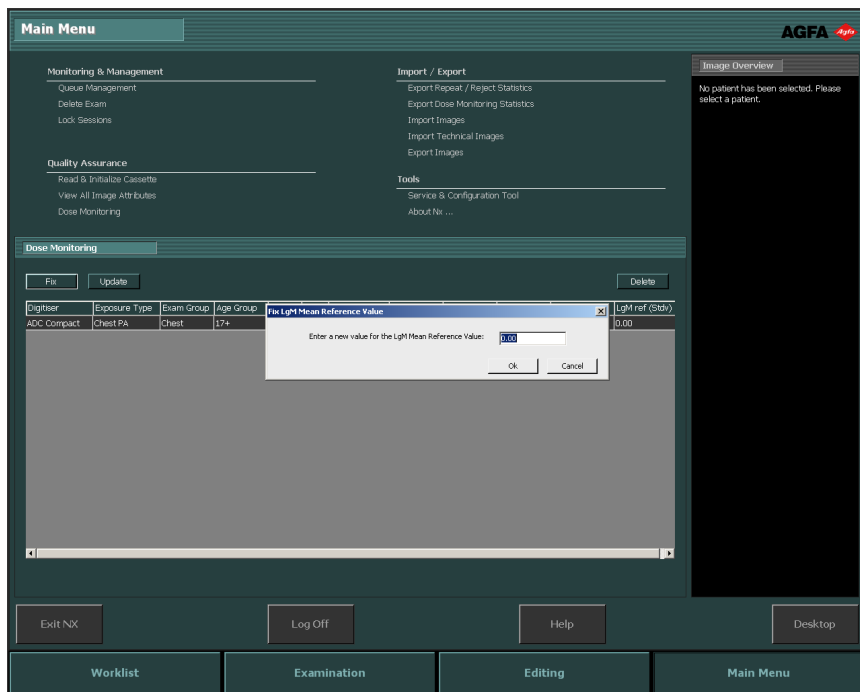 Main Menu
AGFA
Agfa
Monitoring & Management
Queue Management
Delete Exam
Lock Sessions
Import / Export
Export Repeat / Reject Statistics
Export Dose Monitoring Statistics
Import Images
Import Technical Images
Export Images
Quality Assurance
Read & Initialize Cassette
View All Image Attributes
Dose Monitoring
Tools
Service & Configuration Tool
About Nx ...
Image Overview
No patient has been selected. Please
select a patient.
Dose Monitoring
Fix Update Delete
Digitiser Exposure Type Exam Group Age Group LgM ref (Stdv)
ADC Compact Chest PA Chest 17+ 0.00
Fix LgM Mean Reference Value
Enter a new value for the LgM Mean Reference Value: 0.00
Ok Cancel
Exit NX Log Off Help Desktop
Worklist Examination Editing Main Menu